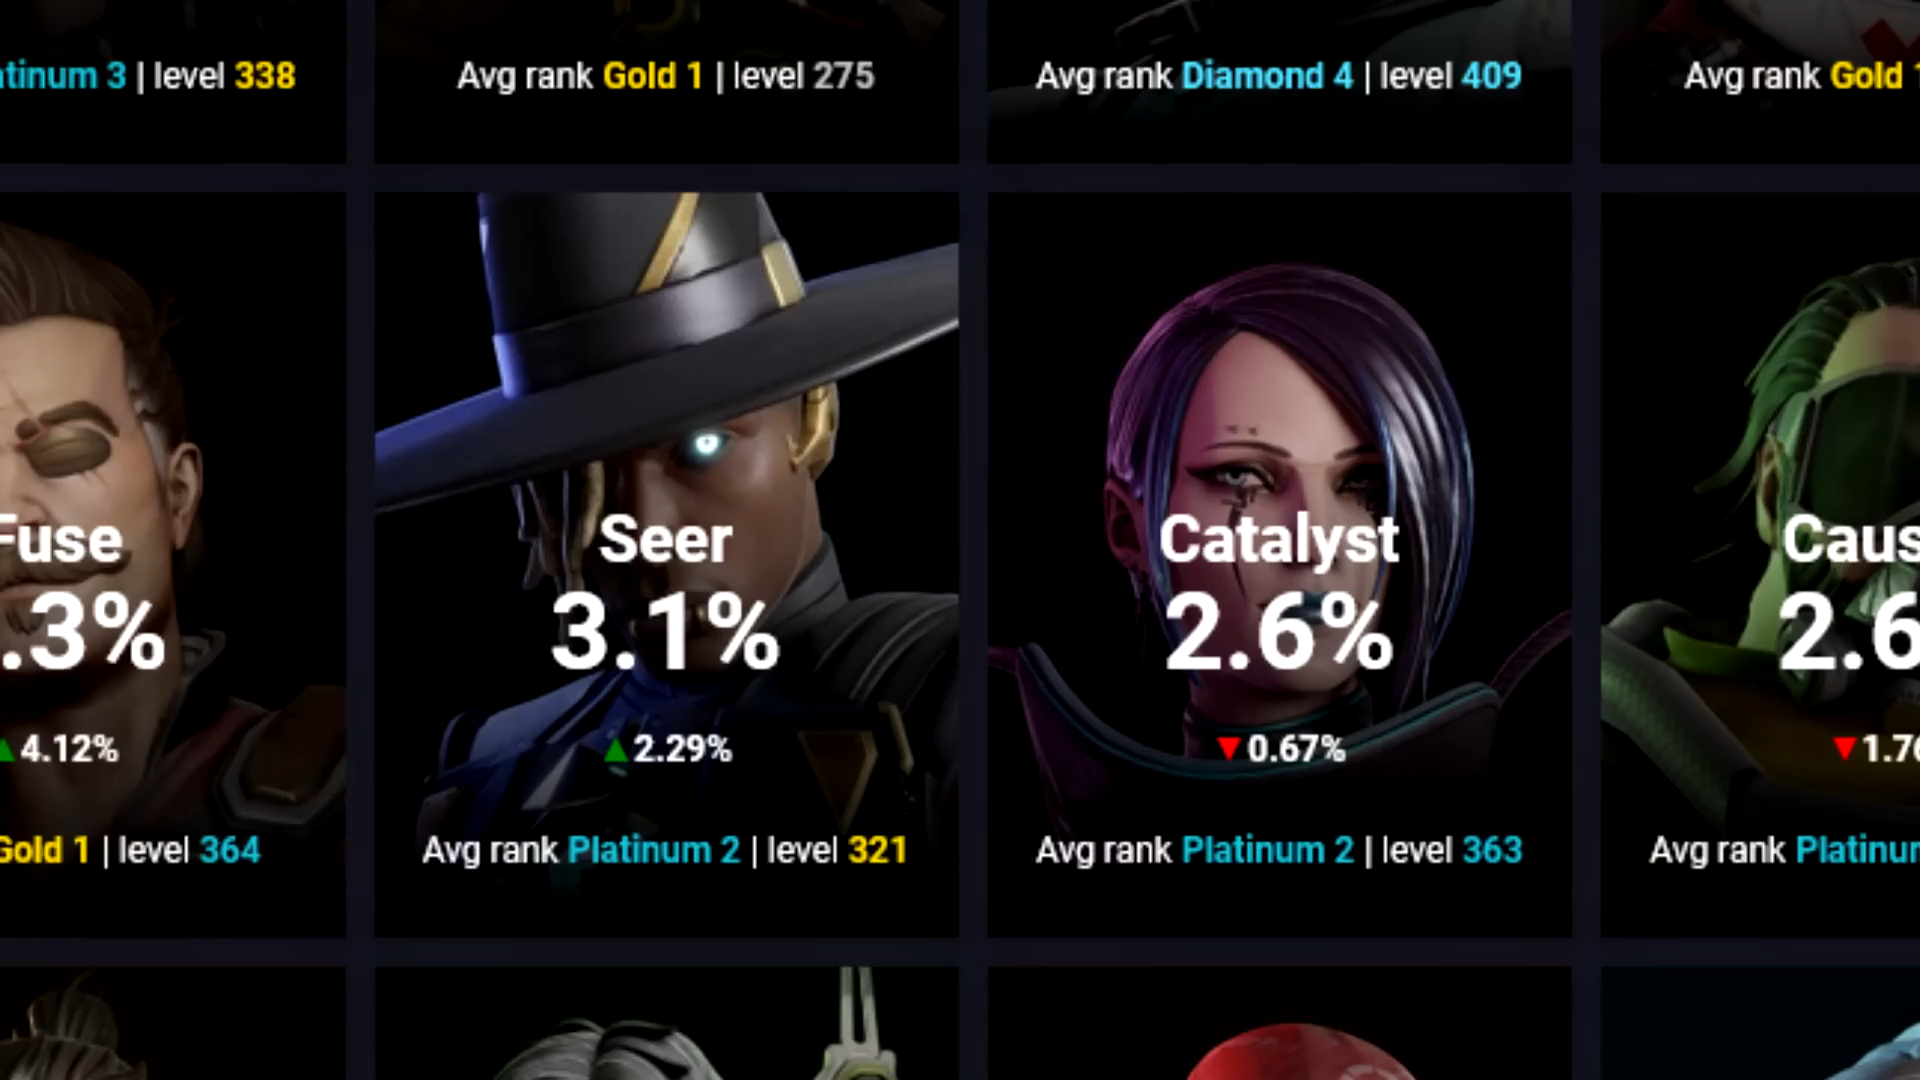 tinum 3 | level 338
Avg rank Gold 1 | level 275
Avg rank Diamond 4 | level 409
Avg rank Gold
Fuse
.3%
4.12%
Gold 1 | level 364
Seer
3.1%
2.29%
Avg rank Platinum 2 | level 321
Catalyst
2.6%
0.67%
Avg rank Platinum 2 | level 363
Caus
2.6
1.76
Avg rank Platinum